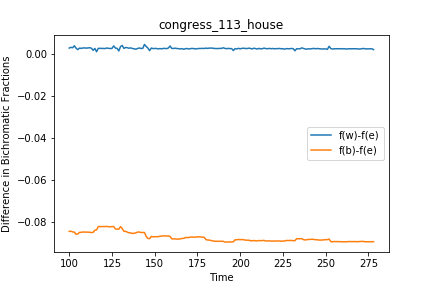 congress_113_house
Difference in Bichromatic Fractions
0.00
−0.02
−0.04
−0.06
−0.08
f(w)-f(e)
f(b)-f(e)
100
125
150
175
200
225
250
275
Time